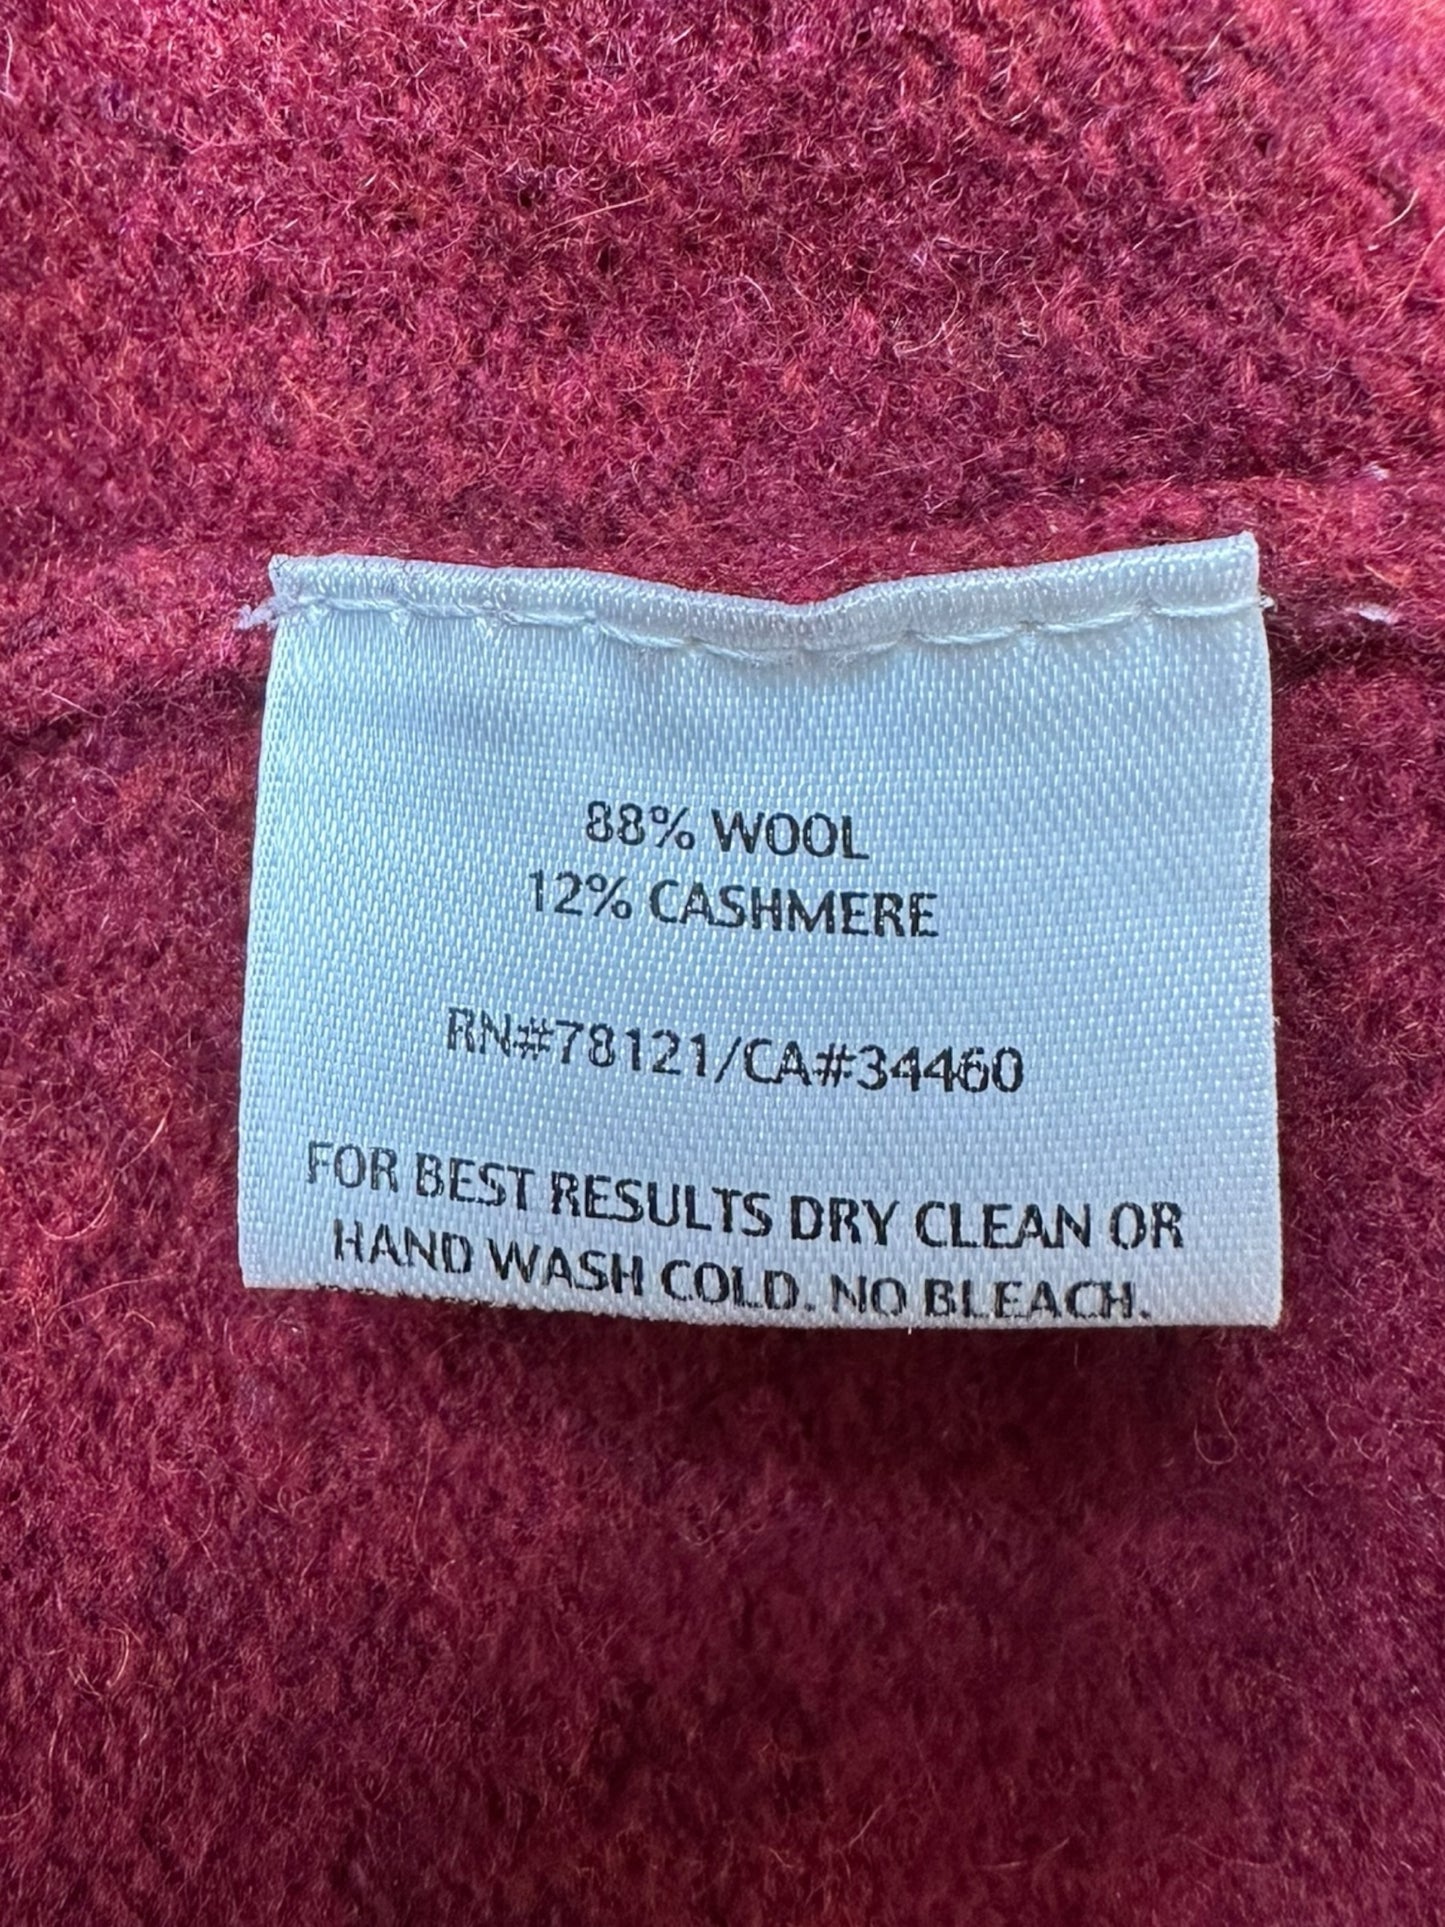 88% WOOL
12% CASHMERE
RN#78121/CA#34460
FOR BEST RESULTS DRY CLEAN OR
HAND WASH COLD. NO BLEACH.